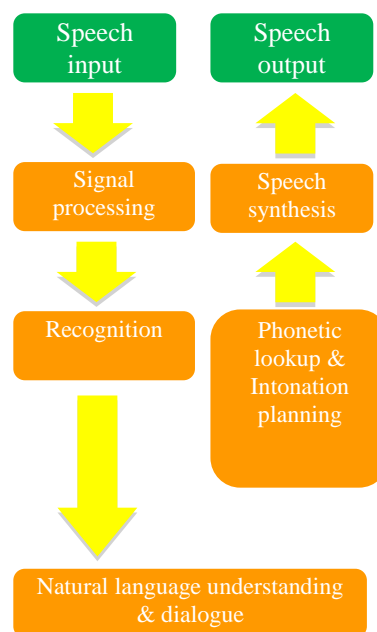 Speech
input
Speech
output
Signal
processing
Speech
synthesis
Recognition
Phonetic
lookup &
Intonation
planning
Natural language understanding
& dialogue